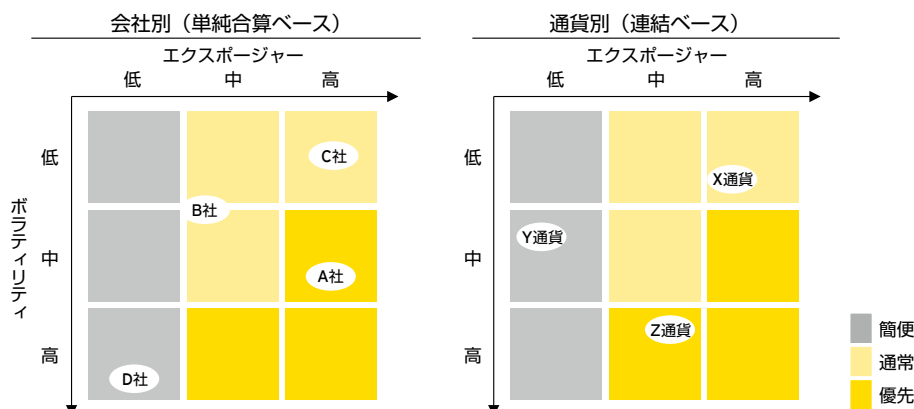 会社別（単純合算ベース）
エクスポージャー
低 中 高
ボラティリティ
低
中
高
C社
B社
A社
D社
通貨別（連結ベース）
エクスポージャー
低 中 高
低
中
高
X通貨
Y通貨
Z通貨
簡便
通常
優先